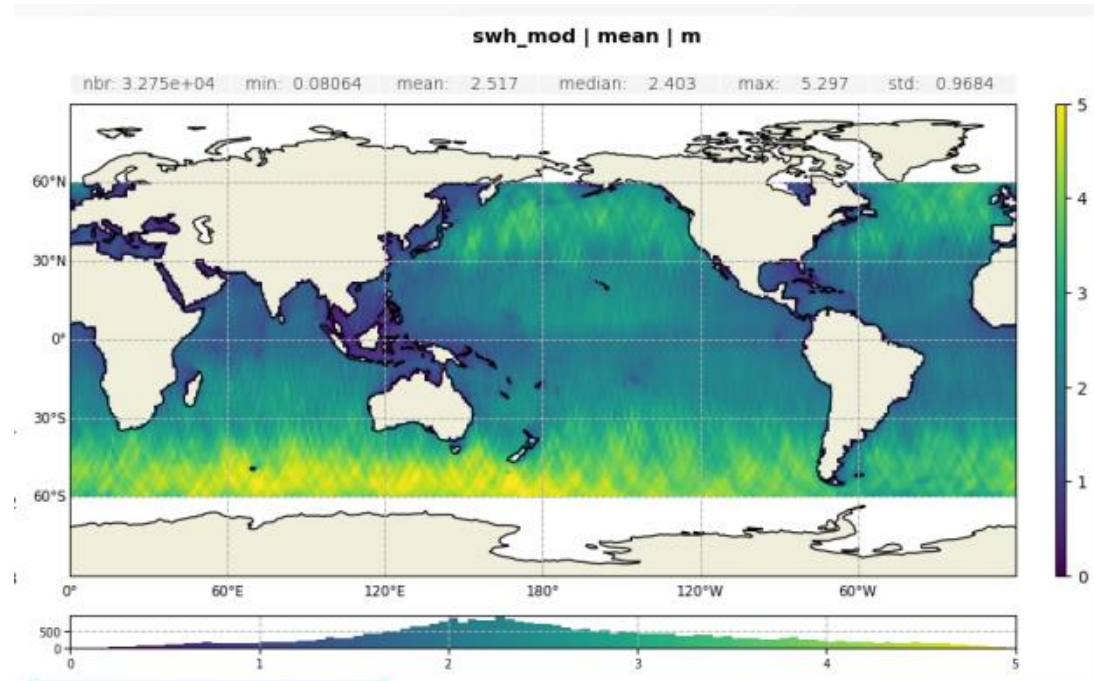 swh_mod | mean | m
nbr: 3.275e+04 min: 0.08064 mean: 2.517 median: 2.403 max: 5.297 std: 0.9684
5
60°N
4
30°N
3
0°
2
30°S
1
60°S
0
0° 60°E 120°E 180° 120°W 60°W
500
0
0 1 2 3 4 5